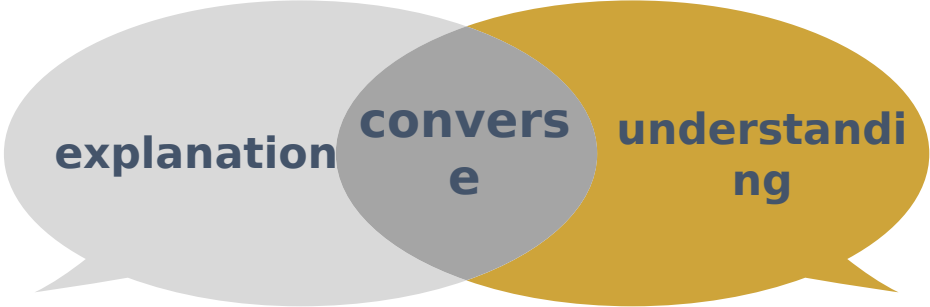 explanation
convers
e
understandi
ng